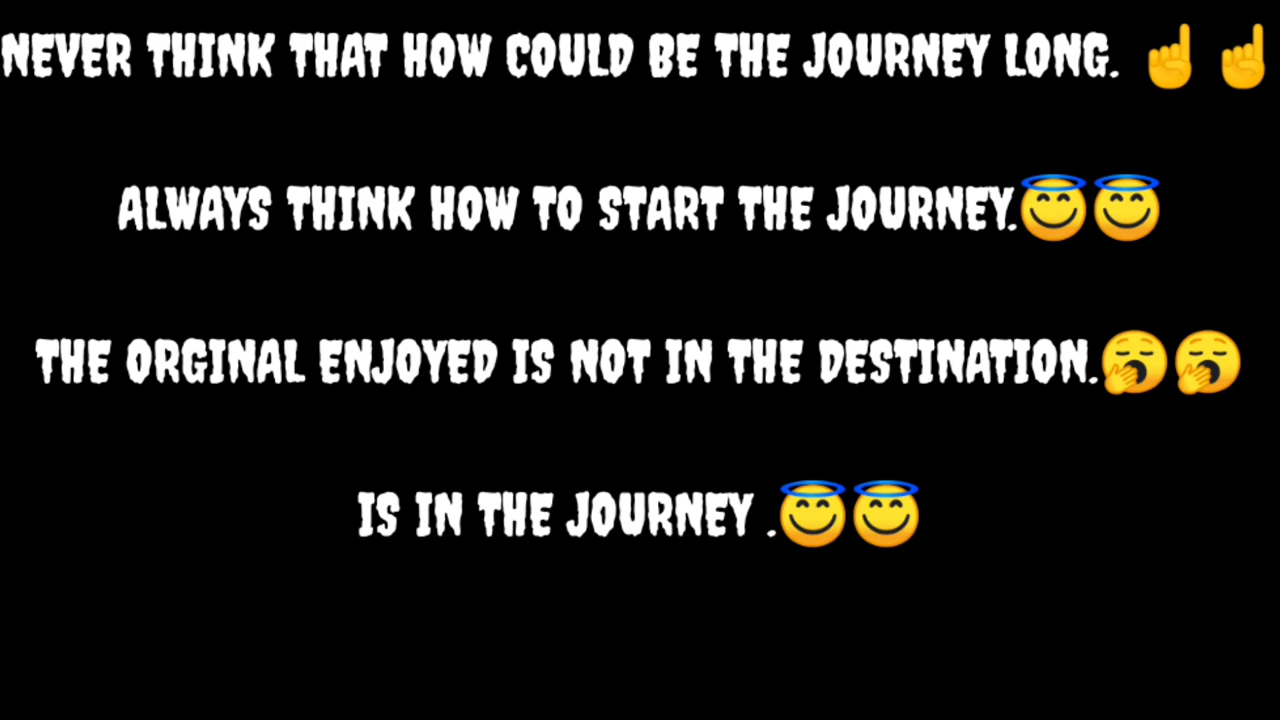 NEVER THINK THAT HOW COULD BE THE JOURNEY LONG. ☝☝
ALWAYS THINK HOW TO START THE JOURNEY.😇😇
THE ORGINAL ENJOYED IS NOT IN THE DESTINATION.🥱🥱
IS IN THE JOURNEY .😇😇